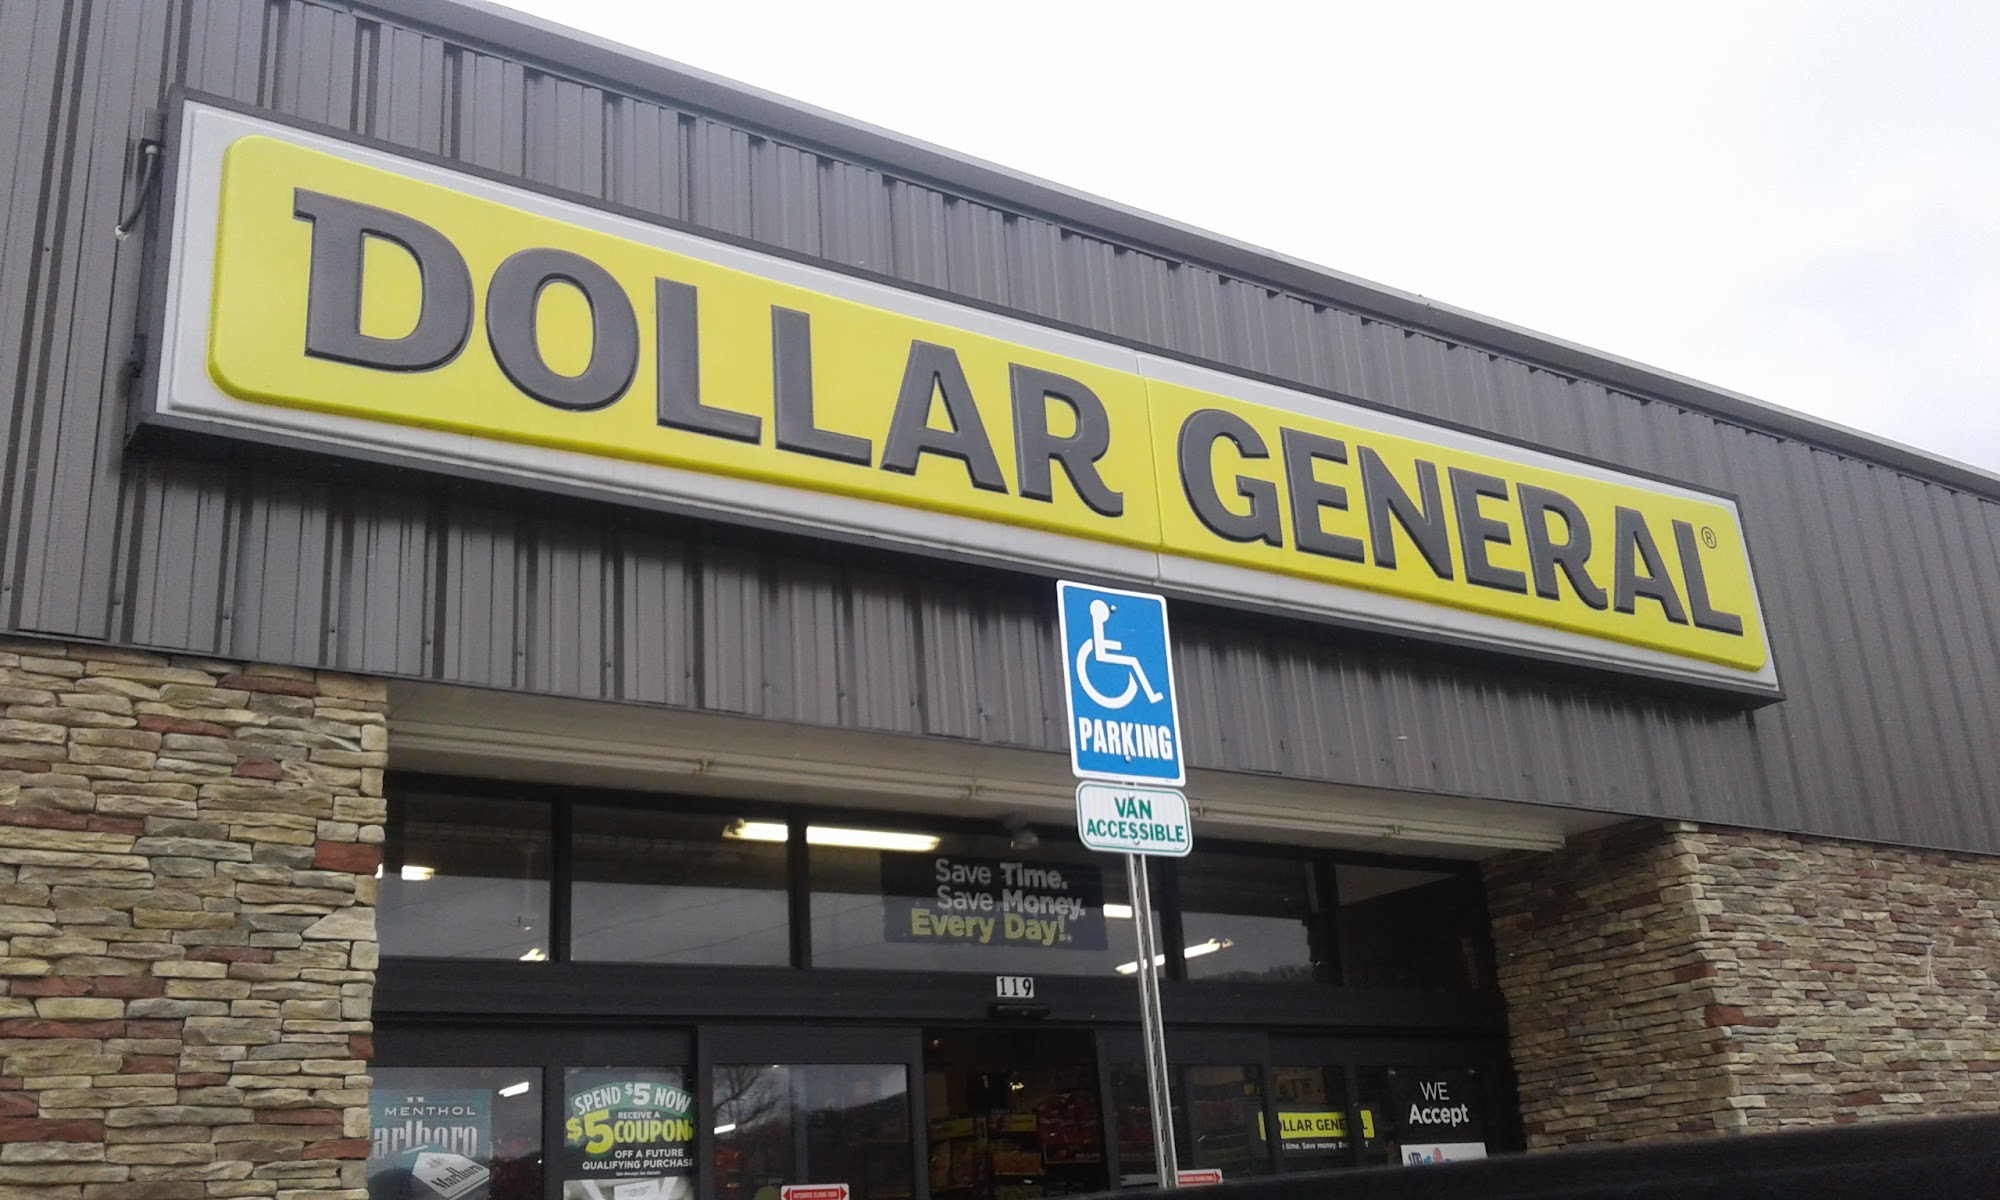 DOLLAR GENERAL®
PARKING
VAN
ACCESSIBLE
Save Time.
Save Money.
Every Day!
119
MENTHOL
arlboro
Marlboro
SPEND $5 NOW
RECEIVE A
$5 COUPON
OFF A FUTURE
QUALIFYING PURCHASE
DOLLAR GENERAL
WE
Accept